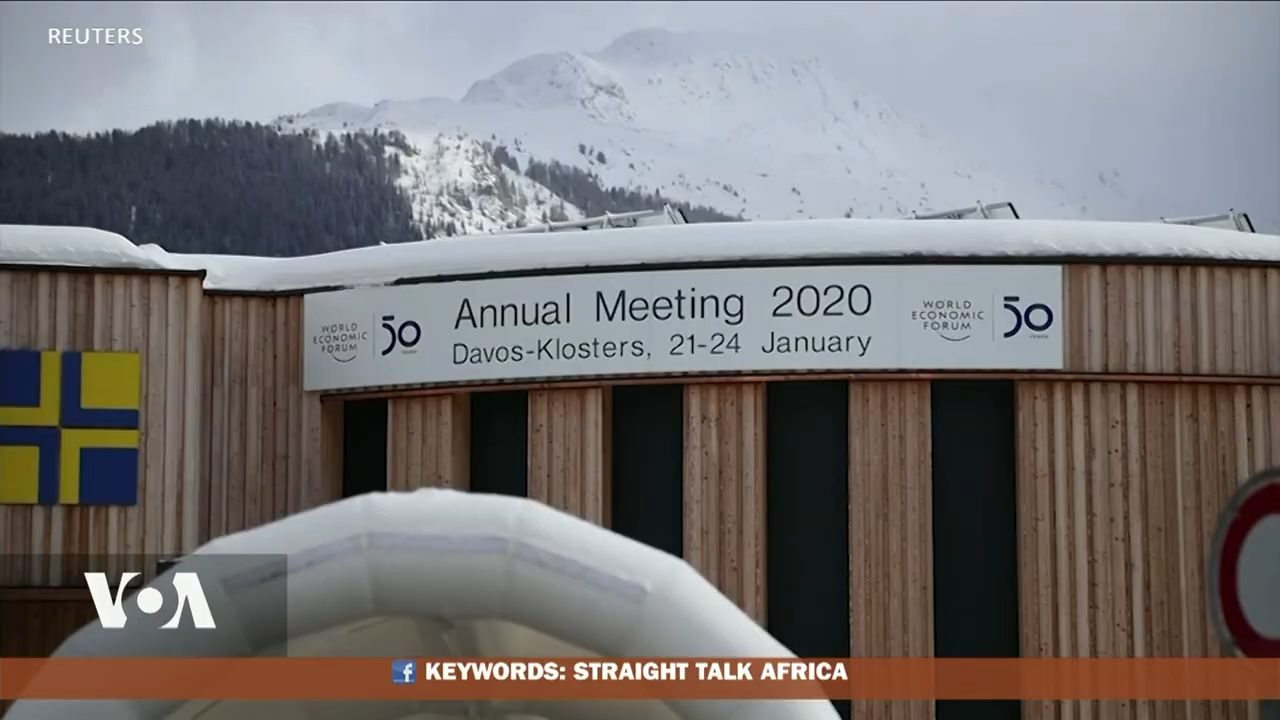 REUTERS
WORLD
ECONOMIC
FORUM
50
Annual Meeting 2020
Davos-Klosters, 21-24 January
WORLD
ECONOMIC
FORUM
50
VOA
f KEYWORDS: STRAIGHT TALK AFRICA